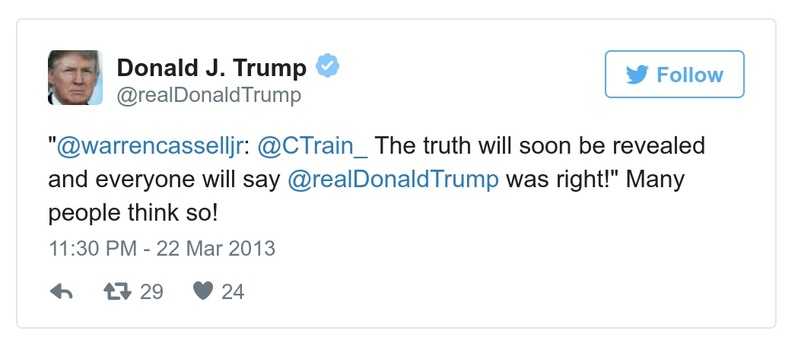 Donald J. Trump
@realDonaldTrump
Follow
"@warrencasselljr: @CTrain_ The truth will soon be revealed
and everyone will say @realDonaldTrump was right!" Many
people think so!
11:30 PM - 22 Mar 2013
29 24